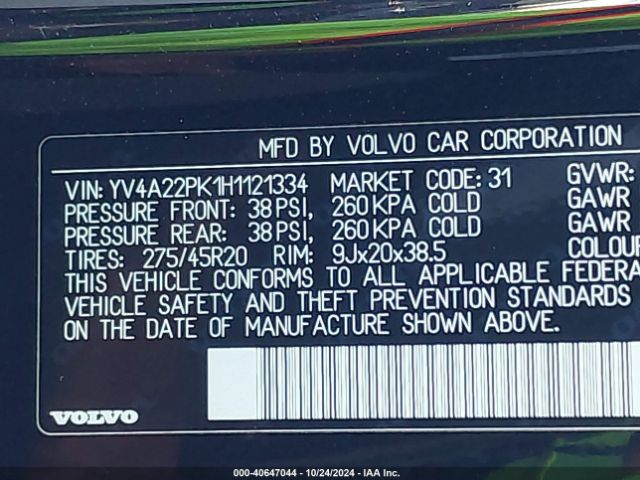 MFD BY VOLVO CAR CORPORATION
VIN: YV4A22PK1H1121334 MARKET CODE: 31 GVWR:
PRESSURE FRONT: 38 PSI, 260 KPA COLD GAWR
PRESSURE REAR: 38 PSI, 260 KPA COLD GAWR
TIRES: 275/45R20 RIM: 9Jx20x38.5 COLOUR
THIS VEHICLE CONFORMS TO ALL APPLICABLE FEDERA
VEHICLE SAFETY AND THEFT PREVENTION STANDARDS
ON THE DATE OF MANUFACTURE SHOWN ABOVE.
VOLVO
000-40647044 - 10/24/2024 - IAA Inc.